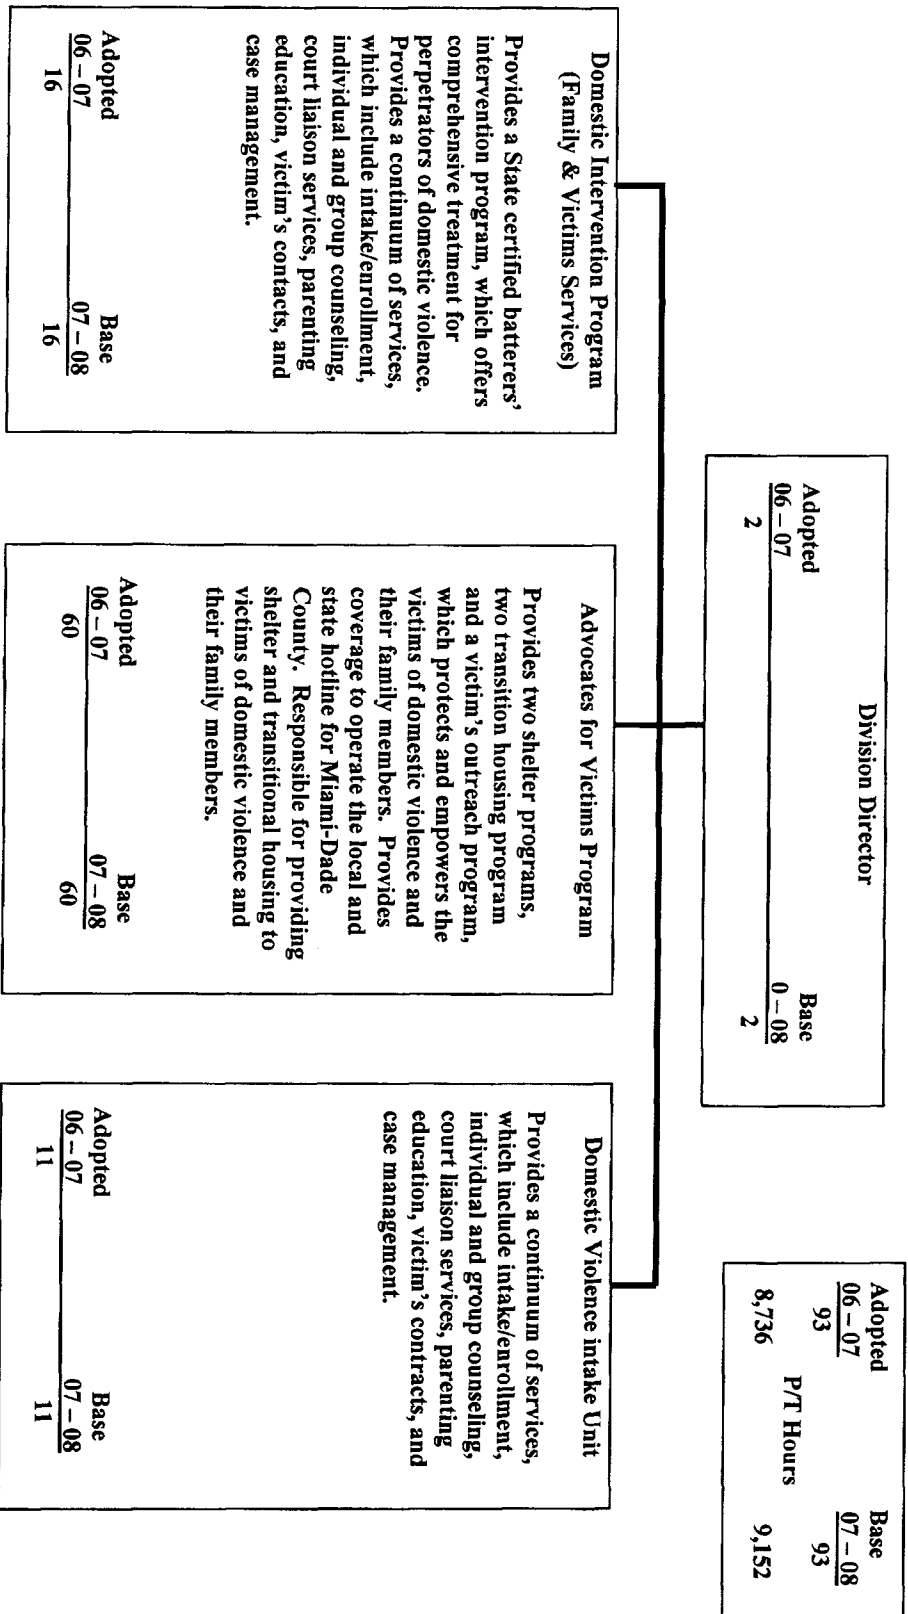 Division Director
Adopted Base
06 – 07 0 – 08
2 2
Adopted Base
06 – 07 07 – 08
93 93
P/T Hours
8,736 9,152
Domestic Intervention Program
(Family & Victims Services)
Provides a State certified batterers’
intervention program, which offers
comprehensive treatment for
perpetrators of domestic violence.
Provides a continuum of services,
which include intake/enrollment,
individual and group counseling,
court liaison services, parenting
education, victim’s contacts, and
case management.
Adopted Base
06 – 07 07 – 08
16 16
Advocates for Victims Program
Provides two shelter programs,
two transition housing program
and a victim’s outreach program,
which protects and empowers the
victims of domestic violence and
their family members. Provides
coverage to operate the local and
state hotline for Miami-Dade
County. Responsible for providing
shelter and transitional housing to
victims of domestic violence and
their family members.
Adopted Base
06 – 07 07 – 08
60 60
Domestic Violence intake Unit
Provides a continuum of services,
which include intake/enrollment,
individual and group counseling,
court liaison services, parenting
education, victim’s contracts, and
case management.
Adopted Base
06 – 07 07 – 08
11 11